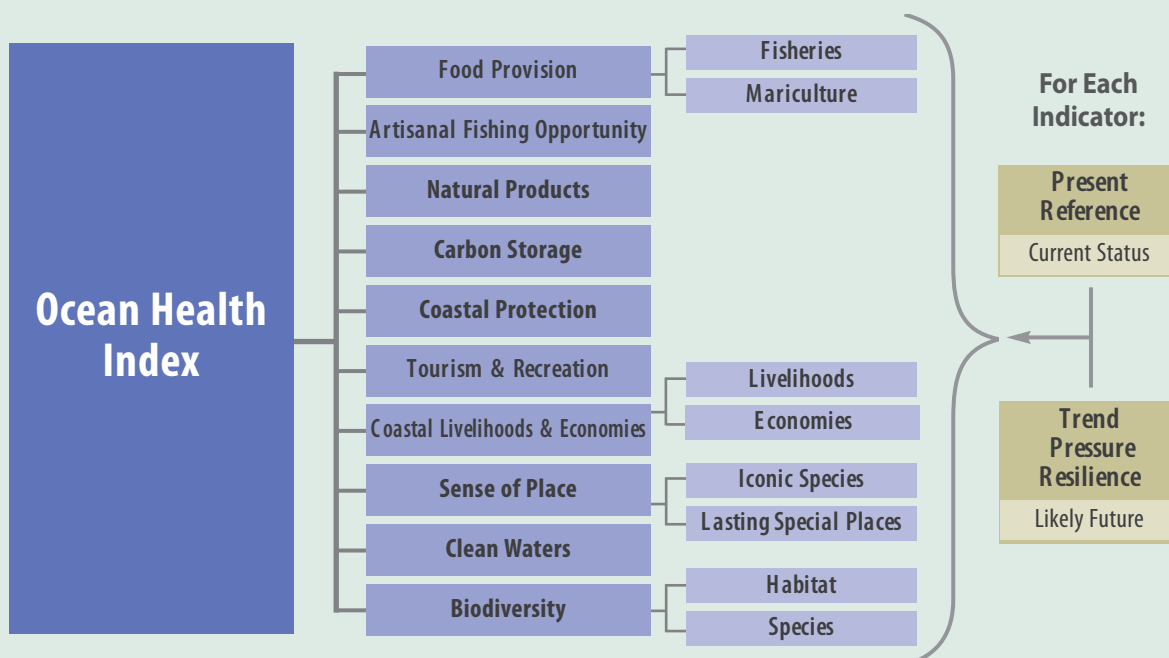 Ocean Health
Index
Food Provision
Artisanal Fishing Opportunity
Natural Products
Carbon Storage
Coastal Protection
Tourism & Recreation
Coastal Livelihoods & Economies
Sense of Place
Clean Waters
Biodiversity
Fisheries
Mariculture
Livelihoods
Economies
Iconic Species
Lasting Special Places
Habitat
Species
For Each
Indicator:
Present
Reference
Current Status
Trend
Pressure
Resilience
Likely Future